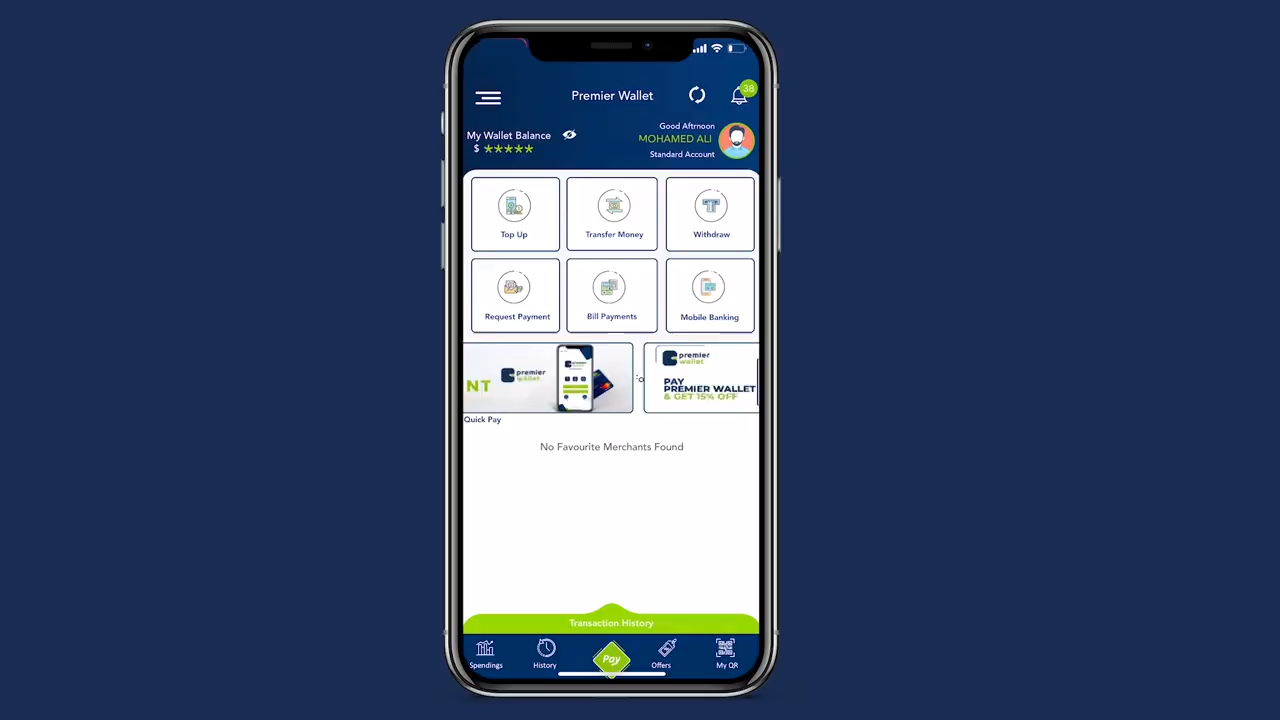 Premier Wallet
38
My Wallet Balance
$ *****
Good Aftrnoon
MOHAMED ALI
Standard Account
Top Up
Transfer Money
Withdraw
Request Payment
Bill Payments
Mobile Banking
NT
premier
wallet
premier
wallet
PAY
PREMIER WALLET
& GET 15% OFF
Quick Pay
No Favourite Merchants Found
Transaction History
Spendings
History
Pay
Offers
My QR